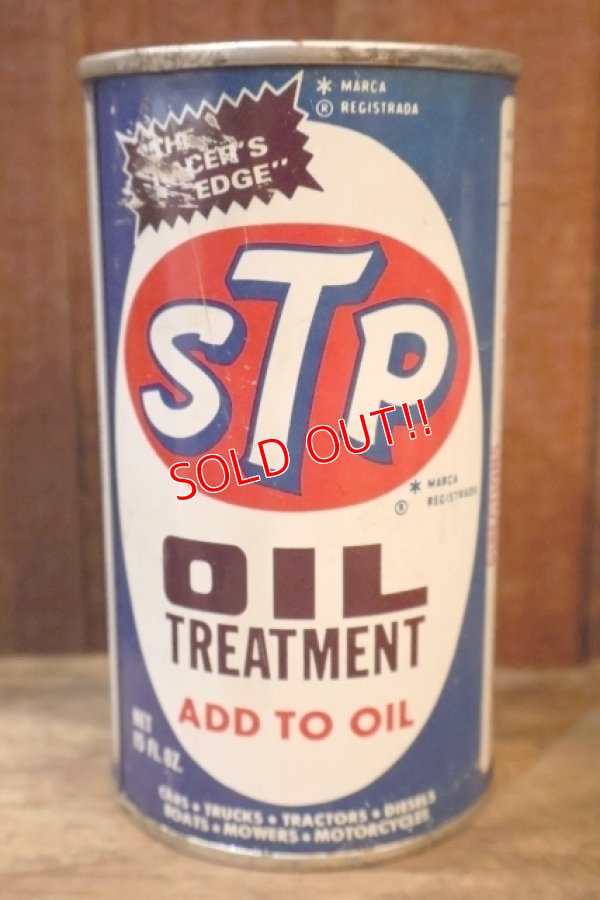 "THE
RACER'S
EDGE"
* MARCA
® REGISTRADA
STP
SOLD OUT!!
* MARCA
® REGISTRADA
OIL
TREATMENT
ADD TO OIL
NET
15 FL. OZ.
CARS • TRUCKS • TRACTORS • DIESELS
BOATS • MOWERS • MOTORCYCLES